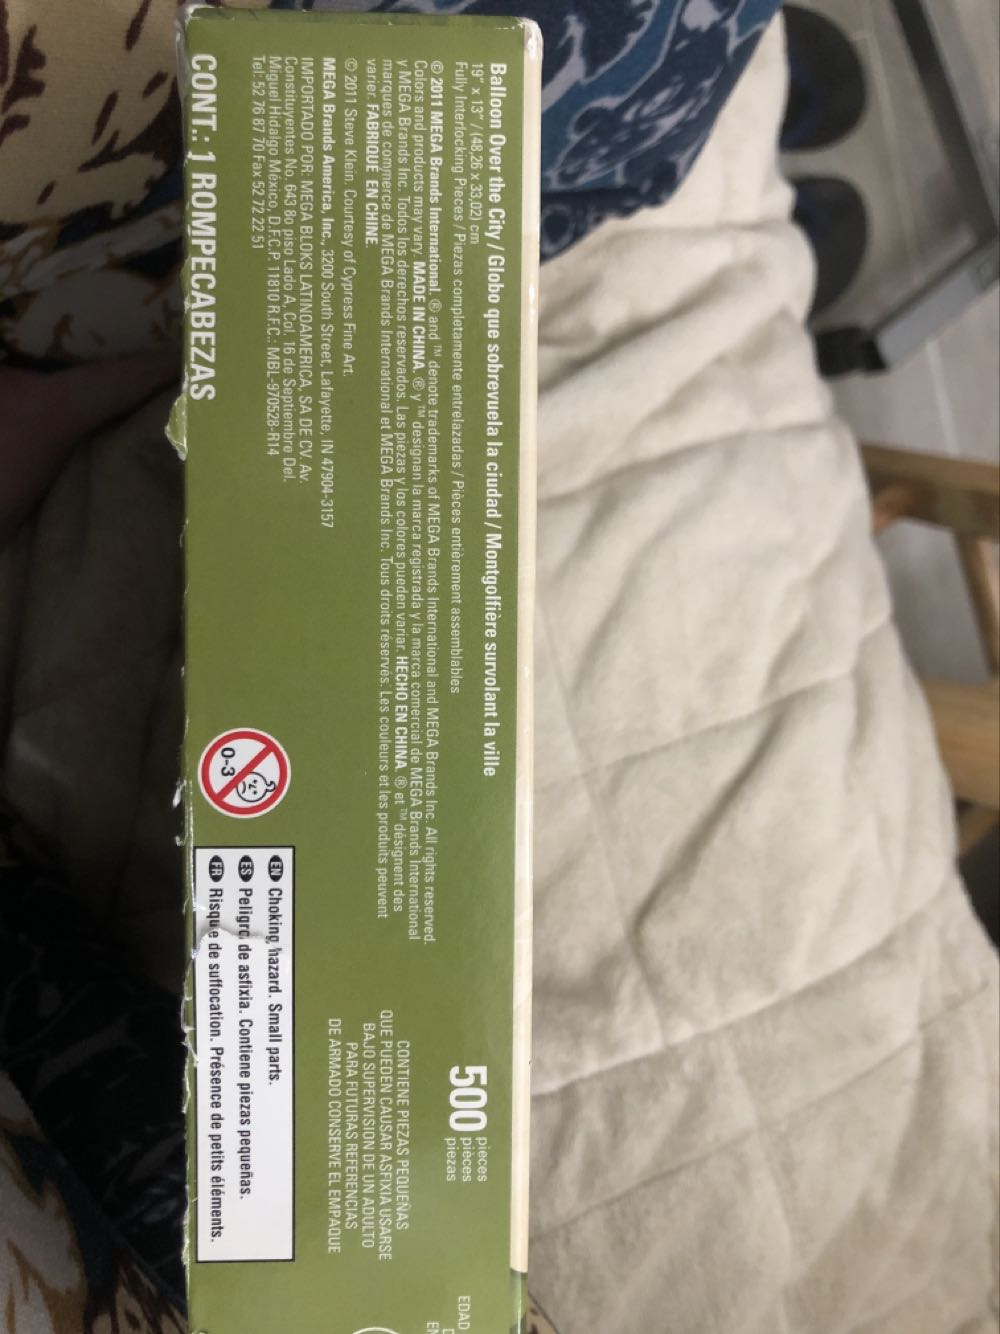 Balloon Over the City / Globo que sobrevuela la ciudad / Montgolfière survolant la ville
19" x 13" / (48,26 x 33,02) cm
Fully Interlocking Pieces / Piezas completamente entrelazadas / Pièces entièrement assemblables
© 2011 MEGA Brands International. ® and ™ denote trademarks of MEGA Brands International and MEGA Brands Inc. All rights reserved.
Colors and products may vary. MADE IN CHINA. ® y ™ designan la marca registrada y la marca comercial de MEGA Brands International
y MEGA Brands Inc. Todos los derechos reservados. Las piezas y los colores pueden variar. HECHO EN CHINA. ® et ™ désignent des
marques de commerce de MEGA Brands International et MEGA Brands Inc. Tous droits réservés. Les couleurs et les produits peuvent
varier. FABRIQUÉ EN CHINE.
© 2011 Steve Klein. Courtesy of Cypress Fine Art.
MEGA Brands America, Inc., 3200 South Street, Lafayette, IN 47904-3157
IMPORTADO POR: MEGA BLOKS LATINOAMERICA, SA DE CV. Av.
Constituyentes No. 643 8o piso Lado A, Col. 16 de Septiembre Del.
Miguel Hidalgo México, D.F.C.P. 11810 R.F.C.: MBL-970528-R14
Tel: 52 76 87 70 Fax 52 72 22 51
CONT.: 1 ROMPECABEZAS
500 pieces
pièces
piezas
CONTIENE PIEZAS PEQUEÑAS
QUE PUEDEN CAUSAR ASFIXIA USARSE
BAJO SUPERVISION DE UN ADULTO
PARA FUTURAS REFERENCIAS
DE ARMADO CONSERVE EL EMPAQUE
0-3
EN Choking hazard. Small parts.
ES Peligro de asfixia. Contiene piezas pequeñas.
FR Risque de suffocation. Présence de petits éléments.
EDAD